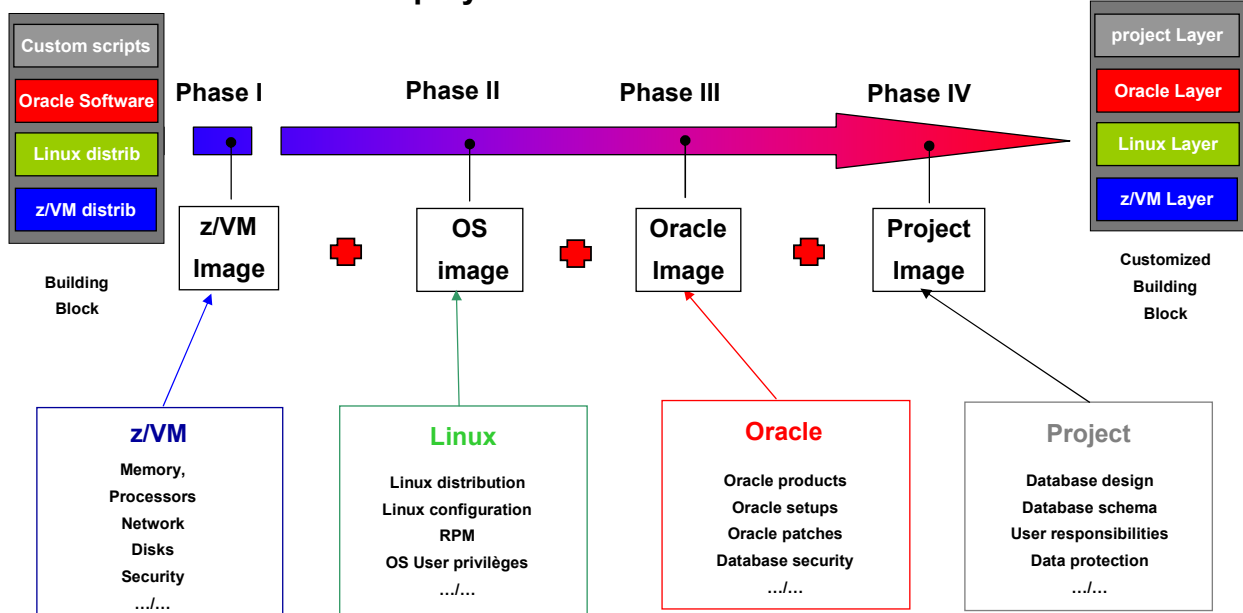 Custom scripts
Oracle Software
Linux distrib
z/VM distrib
Building
Block
Phase I
Phase II
Phase III
Phase IV
z/VM
Image
OS
image
Oracle
Image
Project
Image
project Layer
Oracle Layer
Linux Layer
z/VM Layer
Customized
Building
Block
z/VM
Memory,
Processors
Network
Disks
Security
…/…
Linux
Linux distribution
Linux configuration
RPM
OS User privilèges
…/…
Oracle
Oracle products
Oracle setups
Oracle patches
Database security
…/…
Project
Database design
Database schema
User responsibilities
Data protection
…/…